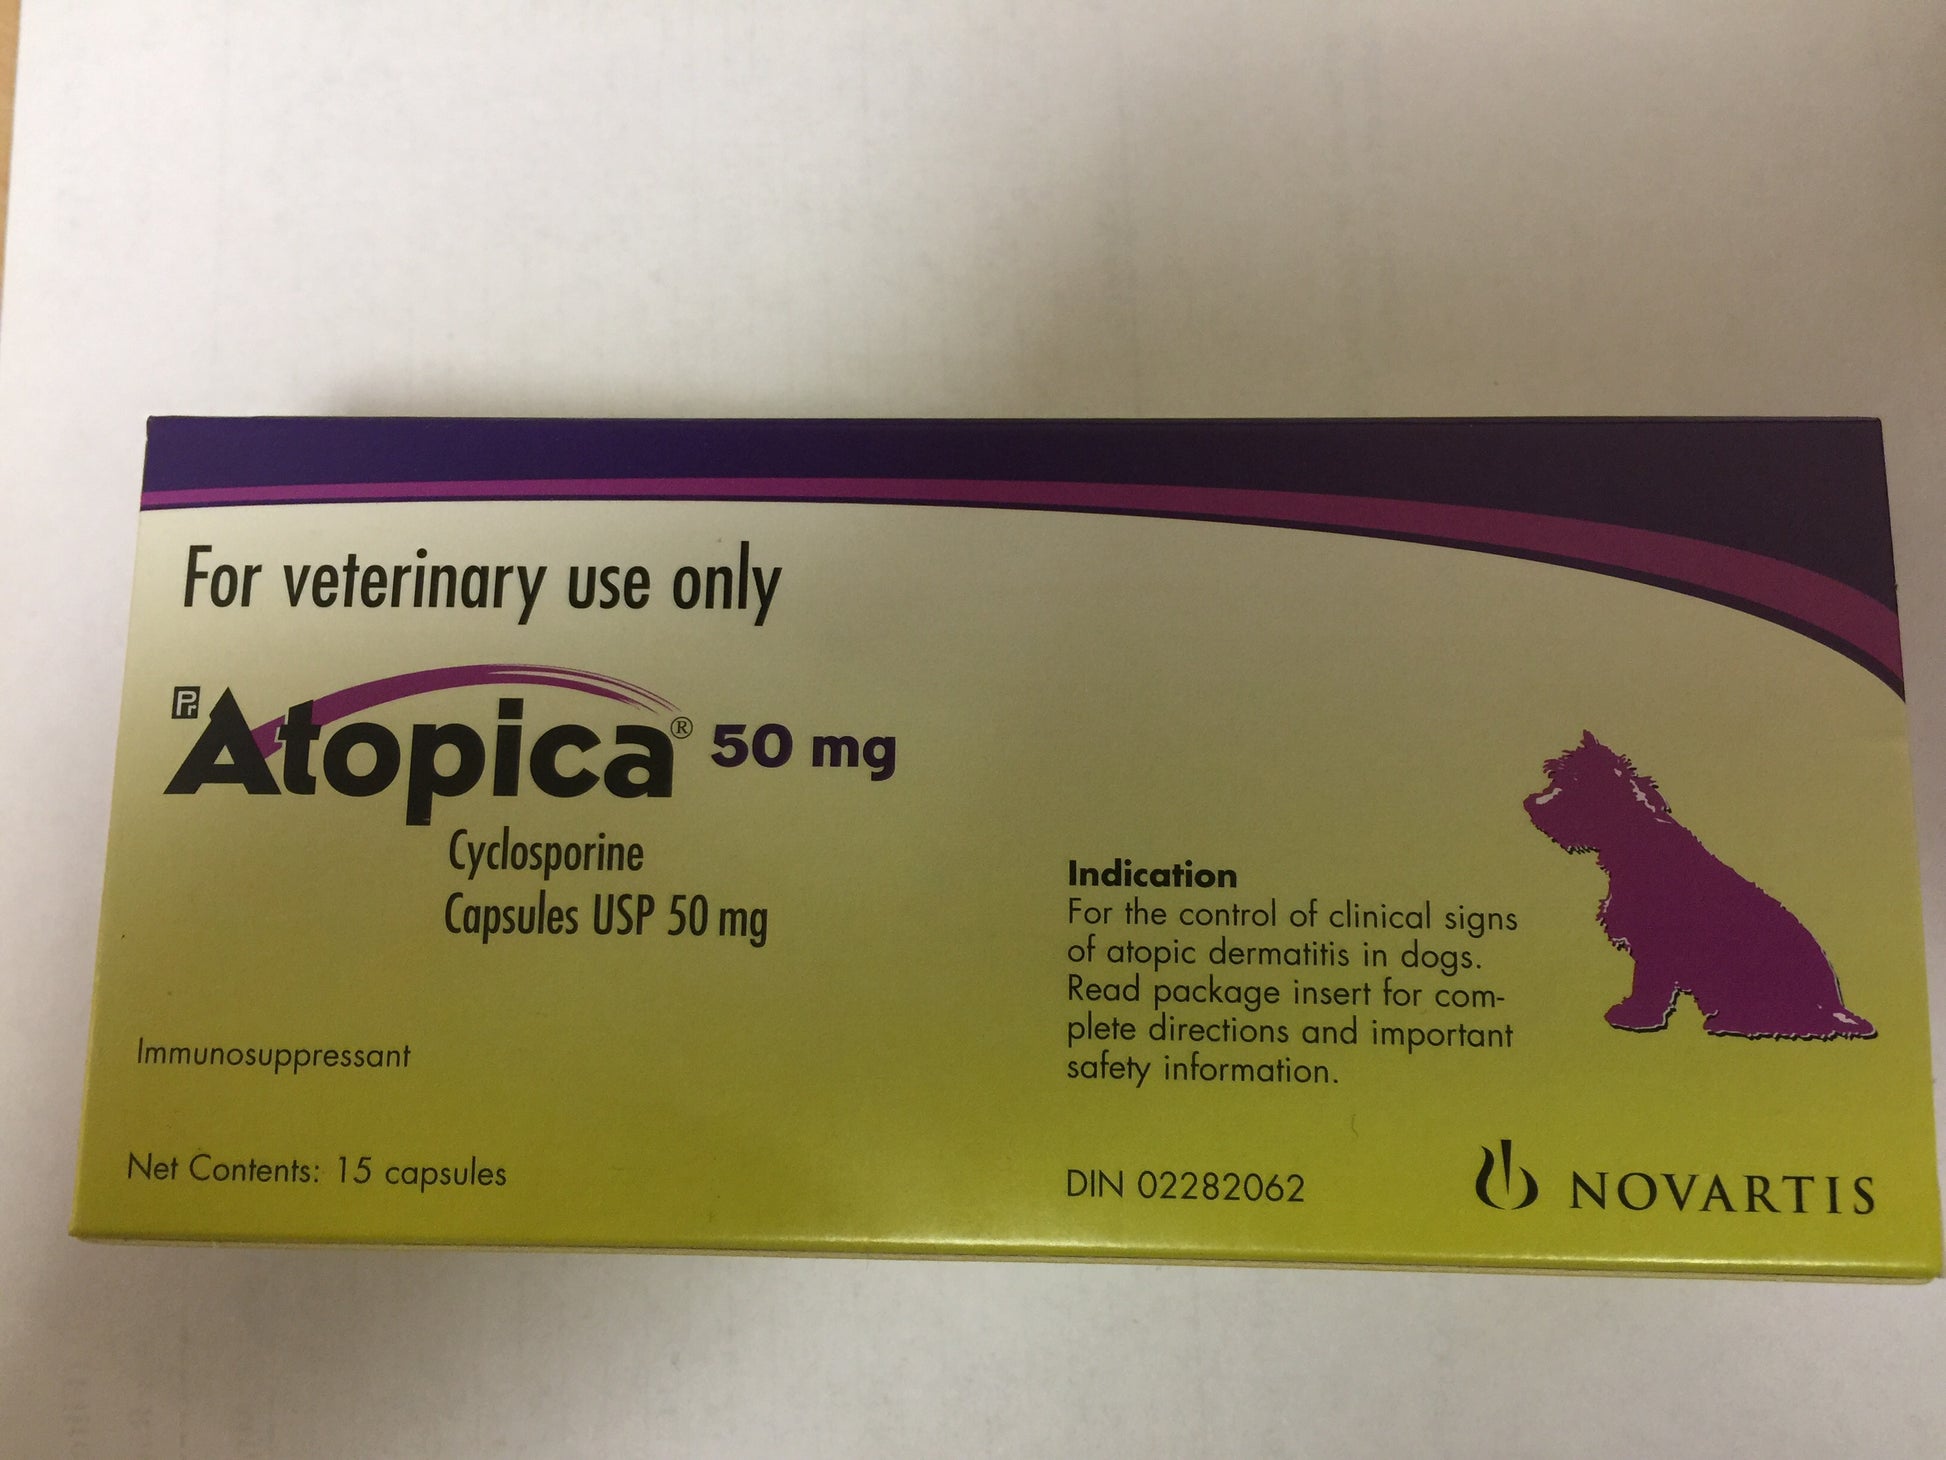 For veterinary use only
Pr Atopica® 50 mg
Cyclosporine
Capsules USP 50 mg
Immunosuppressant
Net Contents: 15 capsules
Indication
For the control of clinical signs
of atopic dermatitis in dogs.
Read package insert for com-
plete directions and important
safety information.
DIN 02282062
NOVARTIS